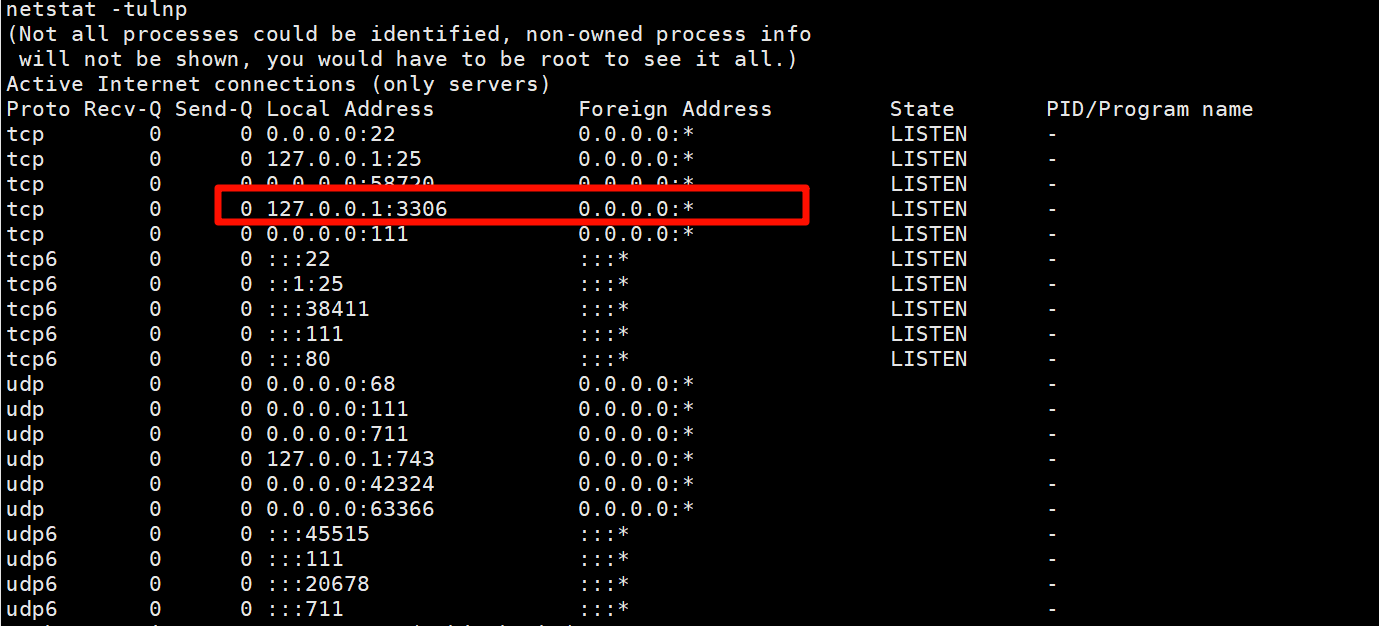 netstat -tulnp
(Not all processes could be identified, non-owned process info
 will not be shown, you would have to be root to see it all.)
Active Internet connections (only servers)
Proto Recv-Q Send-Q Local Address           Foreign Address         State       PID/Program name
tcp        0      0 0.0.0.0:22              0.0.0.0:*               LISTEN      -
tcp        0      0 127.0.0.1:25            0.0.0.0:*               LISTEN      -
tcp        0      0 0.0.0.0:58720           0.0.0.0:*               LISTEN      -
tcp        0      0 127.0.0.1:3306          0.0.0.0:*               LISTEN      -
tcp        0      0 0.0.0.0:111             0.0.0.0:*               LISTEN      -
tcp6       0      0 :::22                   :::*                    LISTEN      -
tcp6       0      0 ::1:25                  :::*                    LISTEN      -
tcp6       0      0 :::38411                :::*                    LISTEN      -
tcp6       0      0 :::111                  :::*                    LISTEN      -
tcp6       0      0 :::80                   :::*                    LISTEN      -
udp        0      0 0.0.0.0:68              0.0.0.0:*                           -
udp        0      0 0.0.0.0:111             0.0.0.0:*                           -
udp        0      0 0.0.0.0:711             0.0.0.0:*                           -
udp        0      0 127.0.0.1:743           0.0.0.0:*                           -
udp        0      0 0.0.0.0:42324           0.0.0.0:*                           -
udp        0      0 0.0.0.0:63366           0.0.0.0:*                           -
udp6       0      0 :::45515                :::*                                -
udp6       0      0 :::111                  :::*                                -
udp6       0      0 :::20678                :::*                                -
udp6       0      0 :::711                  :::*                                -